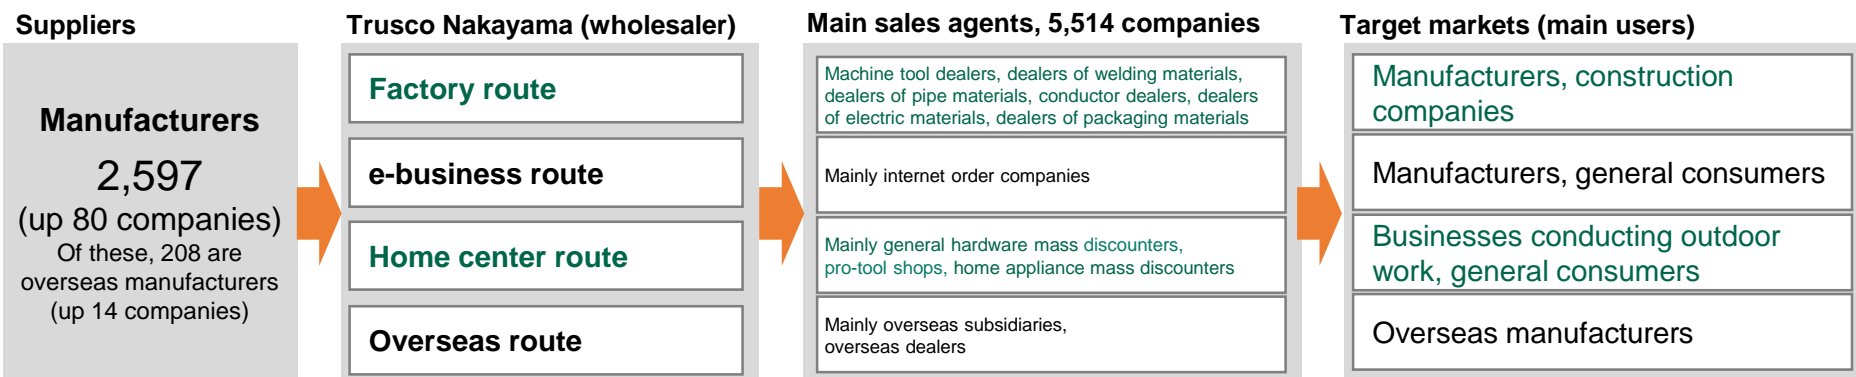 Suppliers
Manufacturers
2,597
(up 80 companies)
Of these, 208 are
overseas manufacturers
(up 14 companies)
Trusco Nakayama (wholesaler)
Factory route
e-business route
Home center route
Overseas route
Main sales agents, 5,514 companies
Machine tool dealers, dealers of welding materials,
dealers of pipe materials, conductor dealers, dealers
of electric materials, dealers of packaging materials
Mainly internet order companies
Mainly general hardware mass discounters,
pro-tool shops, home appliance mass discounters
Mainly overseas subsidiaries,
overseas dealers
Target markets (main users)
Manufacturers, construction
companies
Manufacturers, general consumers
Businesses conducting outdoor
work, general consumers
Overseas manufacturers